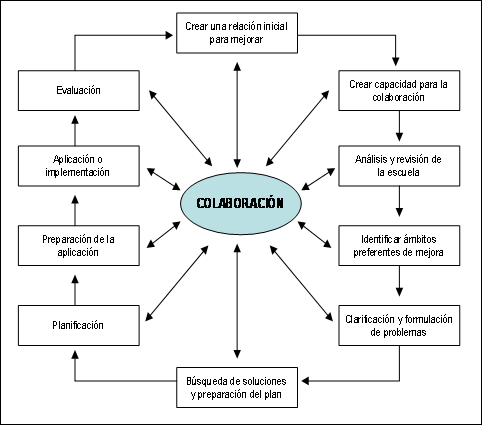 Crear una relación inicial
para mejorar
Evaluación
Crear capacidad para la
colaboración
Aplicación o
implementación
Análisis y revisión de
la escuela
COLABORACIÓN
Preparación de la
aplicación
Identificar ámbitos
preferentes de mejora
Planificación
Clarificación y formulación
de problemas
Búsqueda de soluciones
y preparación del plan